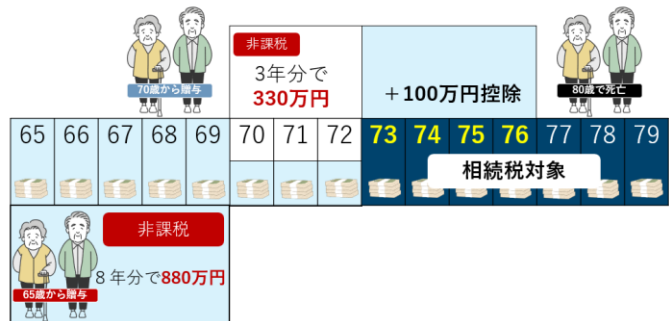 非課税
3年分で
330万円
70歳から贈与
＋100万円控除
80歳で死亡
65 66 67 68 69 70 71 72 73 74 75 76 77 78 79
相続税対象
非課税
8年分で880万円
65歳から贈与